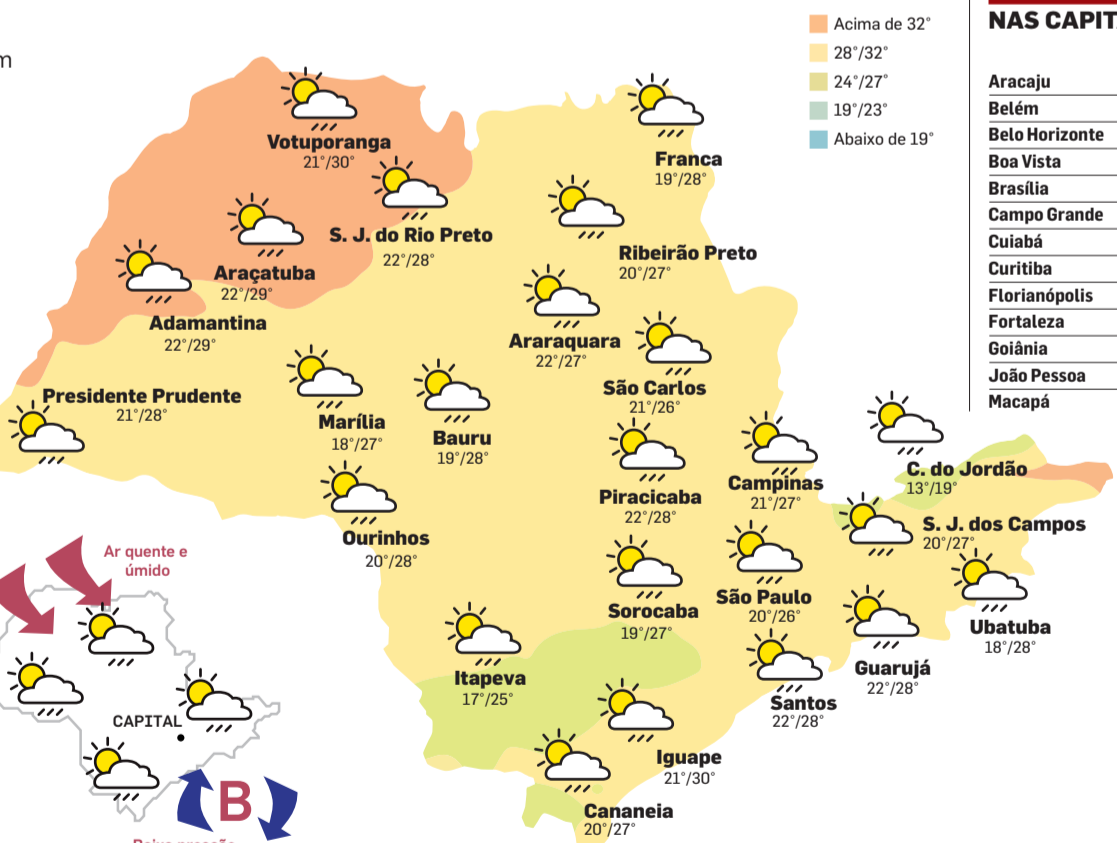 m
Acima de 32°
28°/32°
24°/27°
19°/23°
Abaixo de 19°
Votuporanga
21°/30°
Franca
19°/28°
S. J. do Rio Preto
22°/28°
Ribeirão Preto
20°/27°
Araçatuba
22°/29°
Adamantina
22°/29°
Araraquara
22°/27°
São Carlos
21°/26°
Presidente Prudente
21°/28°
Marília
18°/27°
Bauru
19°/28°
Piracicaba
22°/28°
Campinas
21°/27°
C. do Jordão
13°/19°
Ourinhos
20°/28°
S. J. dos Campos
20°/27°
Sorocaba
19°/27°
São Paulo
20°/26°
Ubatuba
18°/28°
Guarujá
22°/28°
Itapeva
17°/25°
Santos
22°/28°
Iguape
21°/30°
Cananeia
20°/27°
Ar quente e
úmido
CAPITAL
B
NAS CAPIT
Aracaju
Belém
Belo Horizonte
Boa Vista
Brasília
Campo Grande
Cuiabá
Curitiba
Florianópolis
Fortaleza
Goiânia
João Pessoa
Macapá